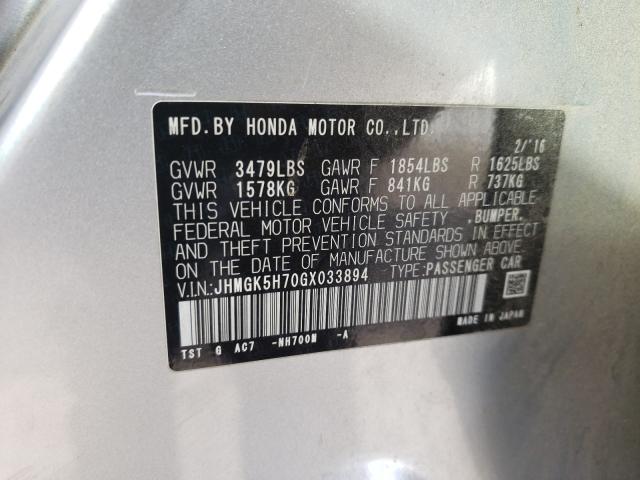 MFD.BY HONDA MOTOR CO.,LTD.
2/'16
GVWR 3479LBS GAWR F 1854LBS R 1625LBS
GVWR 1578KG GAWR F 841KG R 737KG
THIS VEHICLE CONFORMS TO ALL APPLICABLE
FEDERAL MOTOR VEHICLE SAFETY ,BUMPER,
AND THEFT PREVENTION STANDARDS IN EFFECT
ON THE DATE OF MANUFACTURE SHOWN ABOVE.
V.I.N.:JHMGK5H70GX033894 TYPE:PASSENGER CAR
MADE IN JAPAN
TST G AC7 -NH700M -A